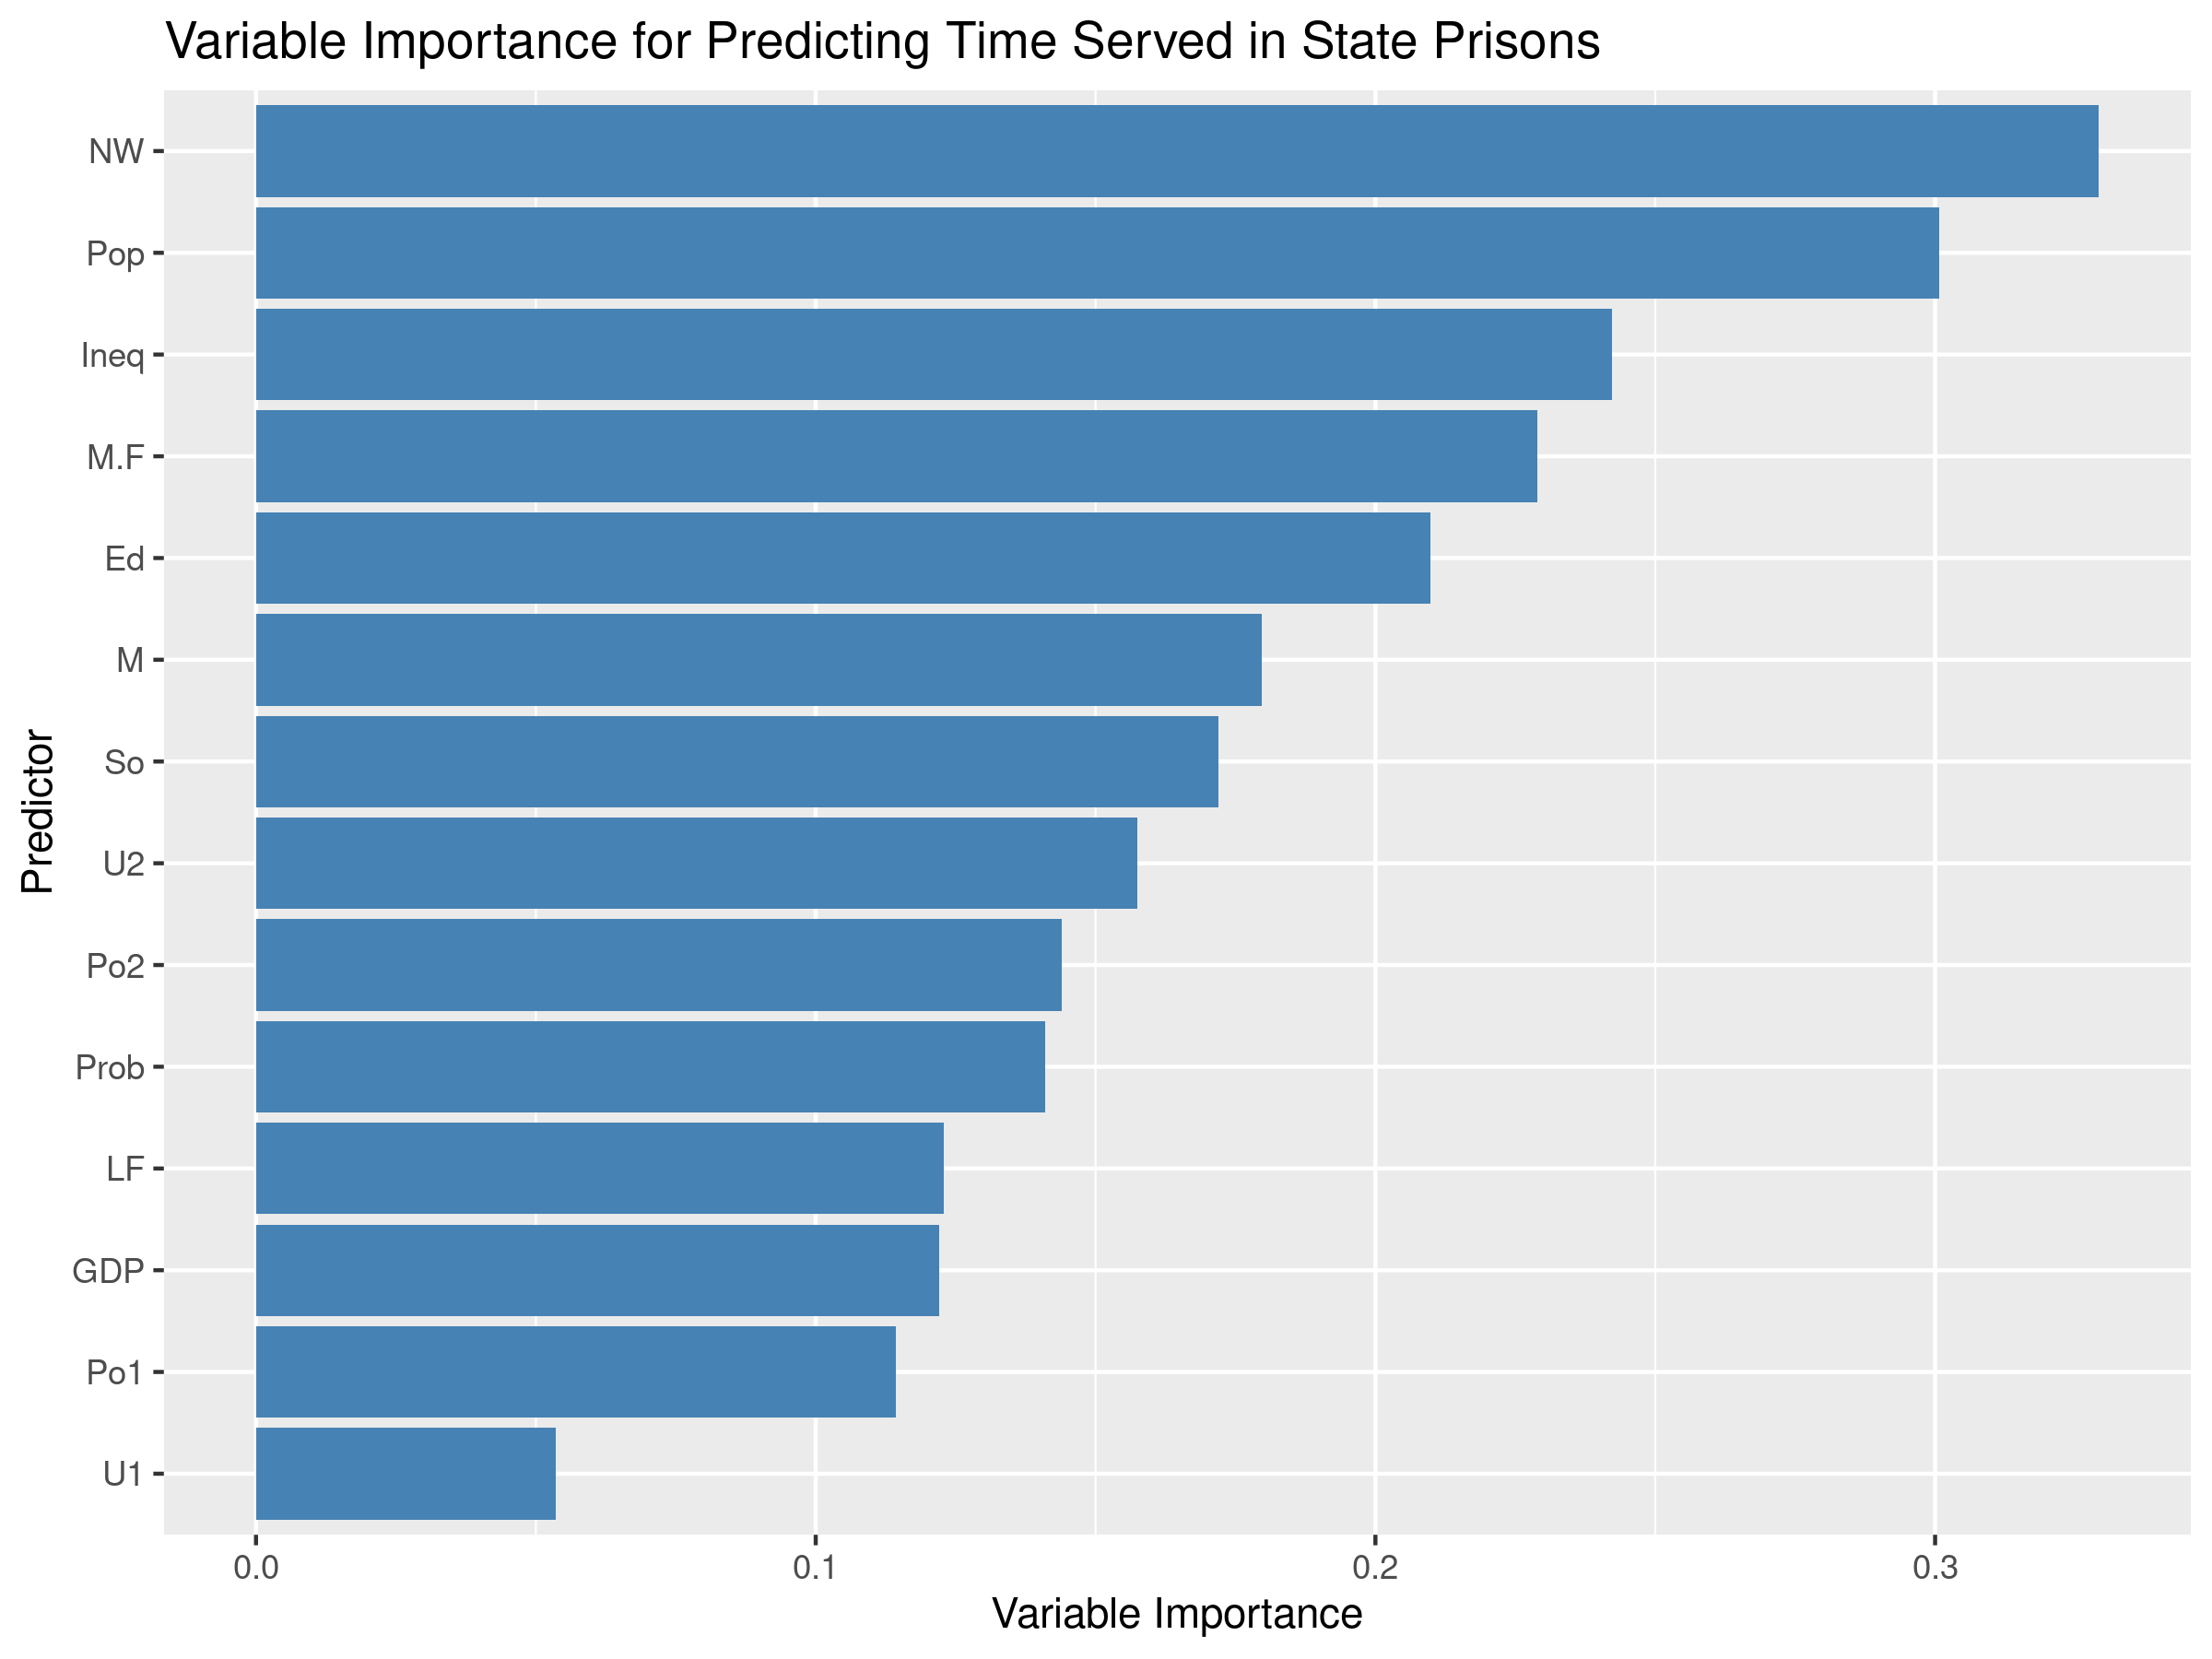 Variable Importance for Predicting Time Served in State Prisons
NW
Pop
Ineq
M.F
Ed
M
So
U2
Po2
Prob
LF
GDP
Po1
U1
Predictor
0.0 0.1 0.2 0.3
Variable Importance